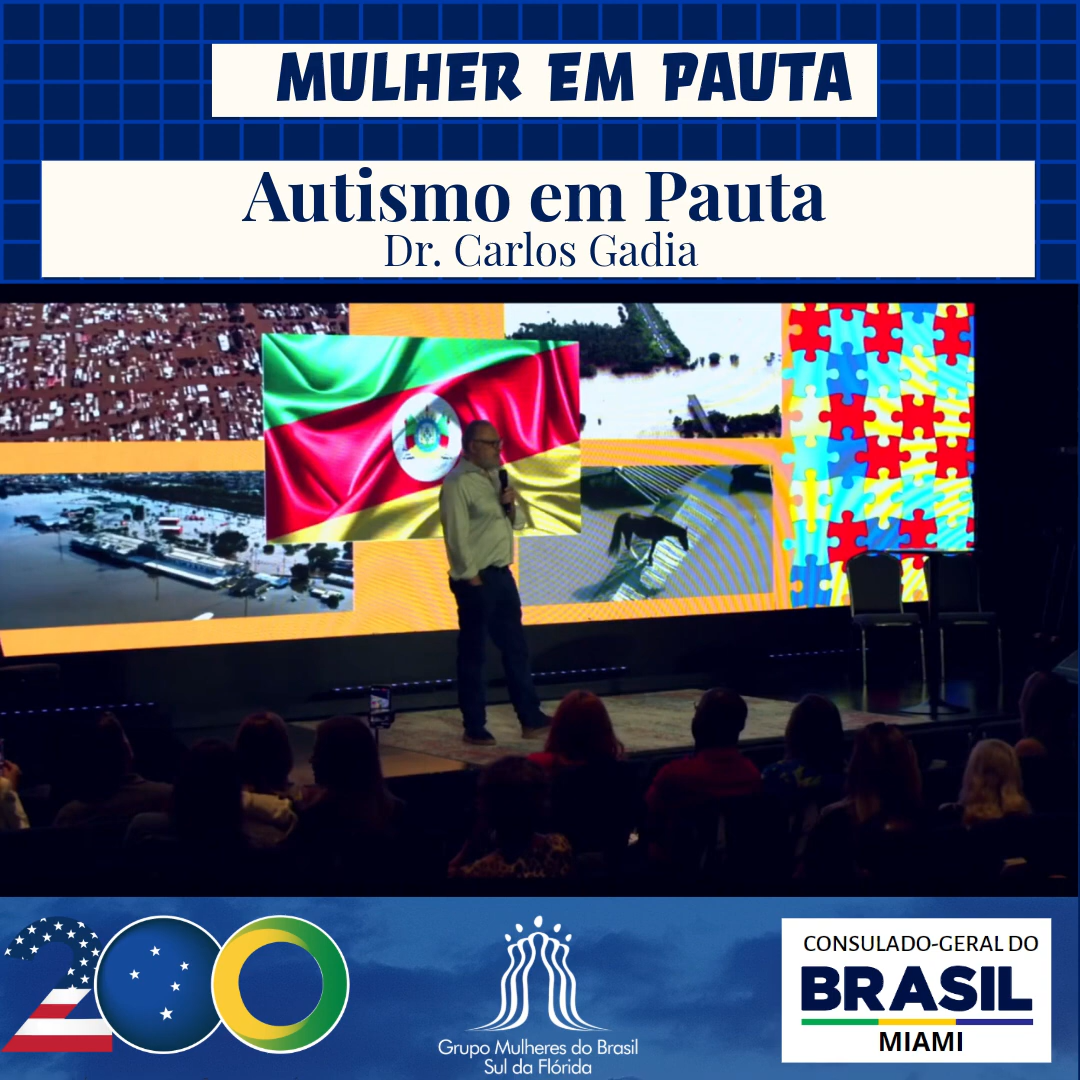 MULHER EM PAUTA
Autismo em Pauta
Dr. Carlos Gadia
200
Grupo Mulheres do Brasil
Sul da Flórida
CONSULADO-GERAL DO
BRASIL
MIAMI